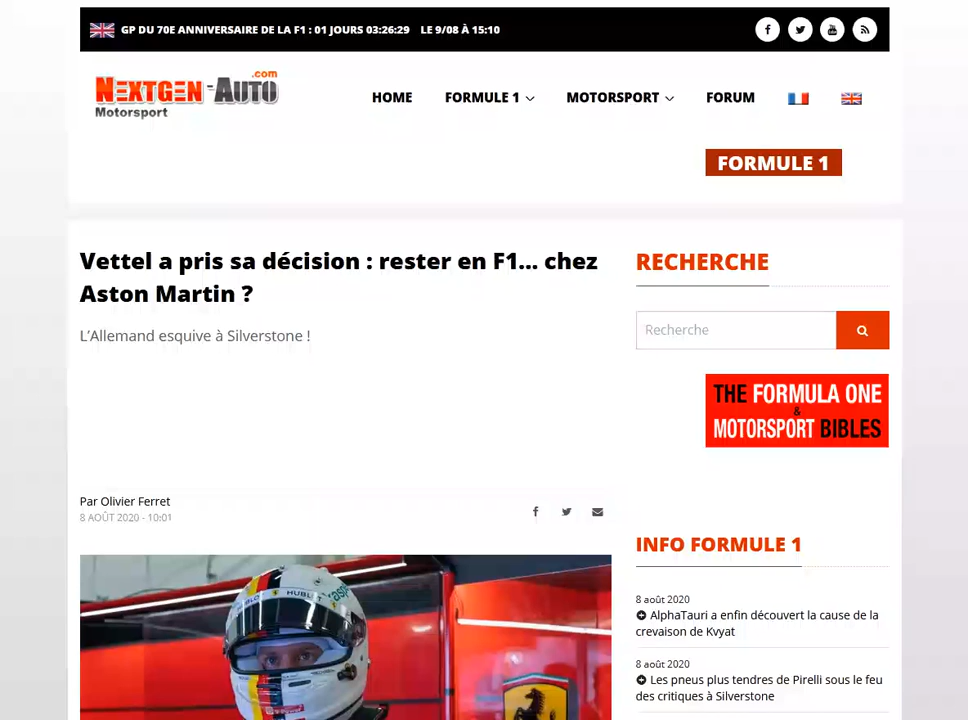 GP DU 70E ANNIVERSAIRE DE LA F1 : 01 JOURS 03:26:29 LE 9/08 À 15:10
NEXTGEN-AUTO.com
Motorsport
HOME FORMULE 1 MOTORSPORT FORUM
FORMULE 1
Vettel a pris sa décision : rester en F1... chez
Aston Martin ?
L'Allemand esquive à Silverstone !
Par Olivier Ferret
8 AOÛT 2020 - 10:01
HUBLOT
RECHERCHE
Recherche
THE FORMULA ONE
&
MOTORSPORT BIBLES
INFO FORMULE 1
8 août 2020
AlphaTauri a enfin découvert la cause de la
crevaison de Kvyat
8 août 2020
Les pneus plus tendres de Pirelli sous le feu
des critiques à Silverstone